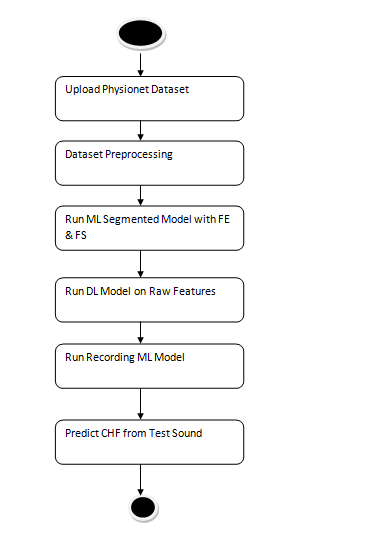 Upload Physionet Dataset
Dataset Preprocessing
Run ML Segmented Model with FE
& FS
Run DL Model on Raw Features
Run Recording ML Model
Predict CHF from Test Sound